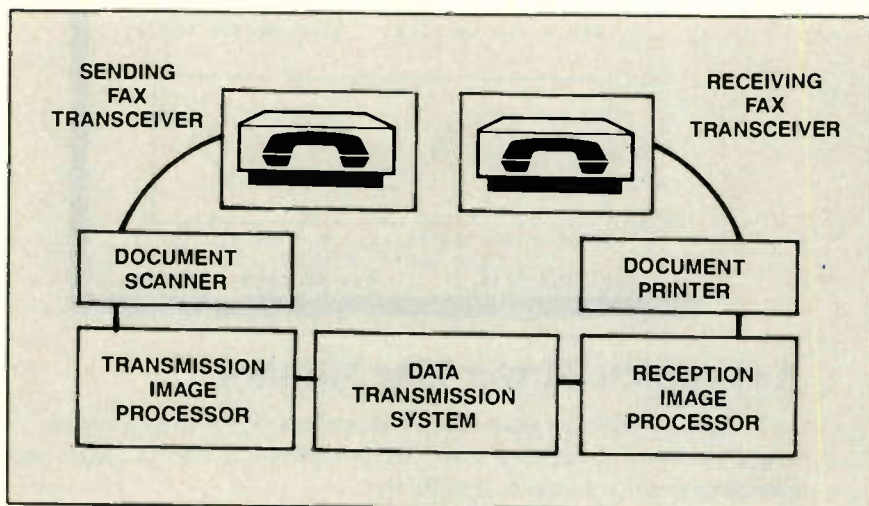 SENDING
FAX
TRANSCEIVER
RECEIVING
FAX
TRANSCEIVER
DOCUMENT
SCANNER
DOCUMENT
PRINTER
TRANSMISSION
IMAGE
PROCESSOR
DATA
TRANSMISSION
SYSTEM
RECEPTION
IMAGE
PROCESSOR